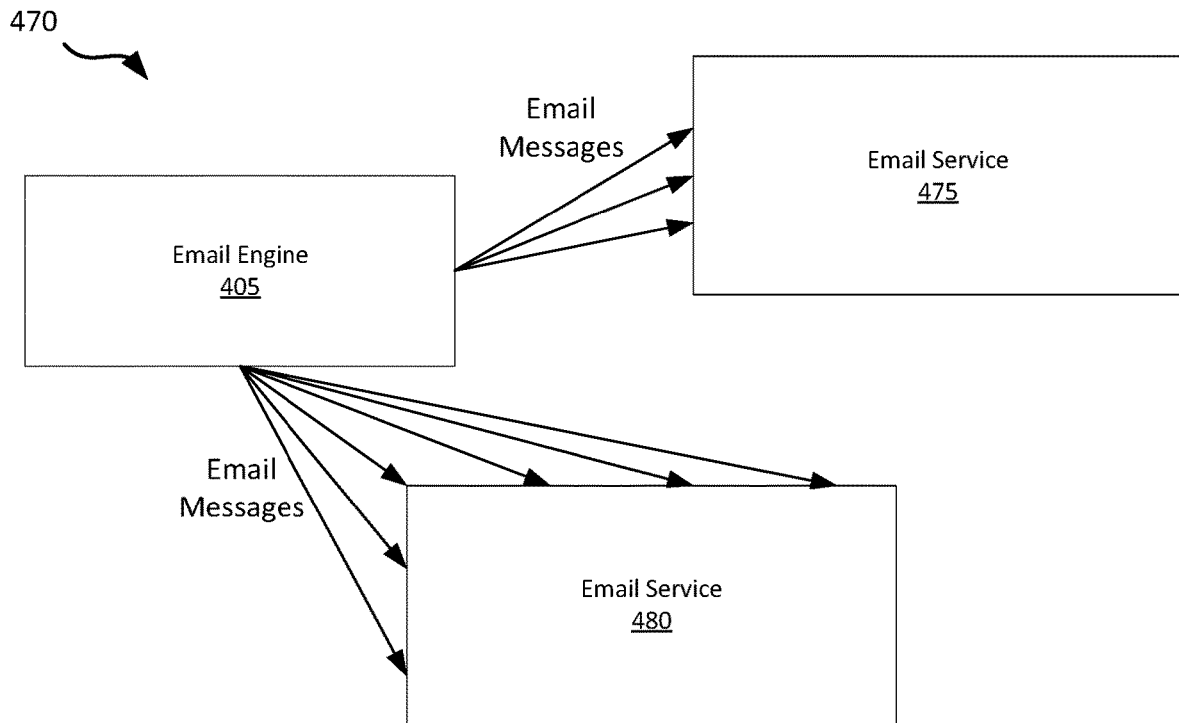 470
Email
Messages
Email Service
475
Email Engine
405
Email
Messages
Email Service
480